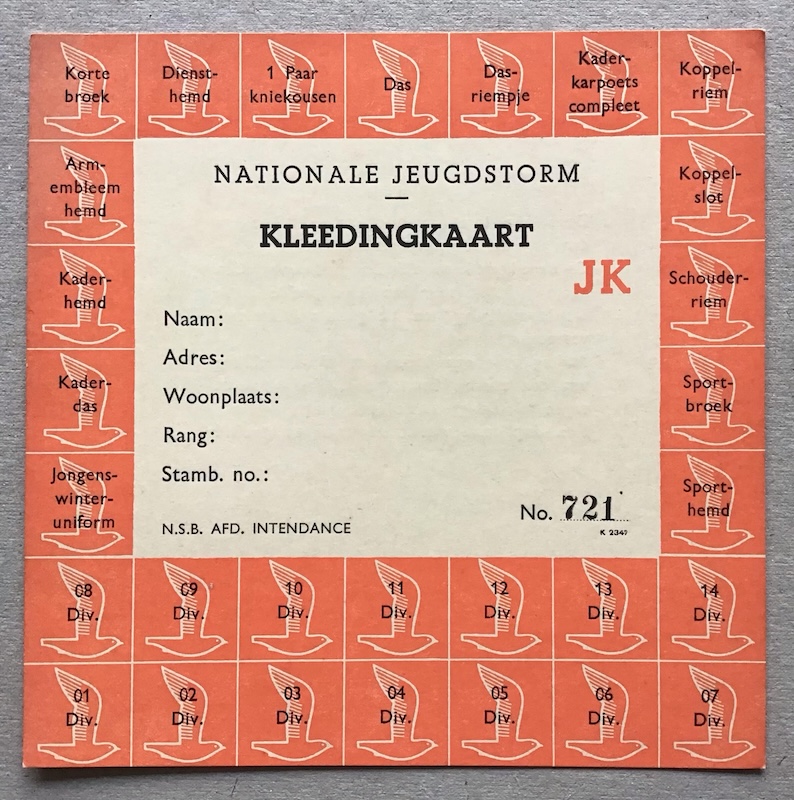 Korte
broek
Dienst-
hemd
1 Paar
kniekousen
Das
Das-
riempje
Kader-
karpoets
compleet
Koppel-
riem
Arm-
embleem
hemd
Kader-
hemd
Kader-
das
Jongens-
winter-
uniform
NATIONALE JEUGDSTORM
KLEEDINGKAART
JK
Naam:
Adres:
Woonplaats:
Rang:
Stamb. no.:
N.S.B. AFD. INTENDANCE
No. 721
K 2347
Koppel-
slot
Schouder-
riem
Sport-
broek
Sport-
hemd
08
Div.
09
Div.
10
Div.
11
Div.
12
Div.
13
Div.
14
Div.
01
Div.
02
Div.
03
Div.
04
Div.
05
Div.
06
Div.
07
Div.